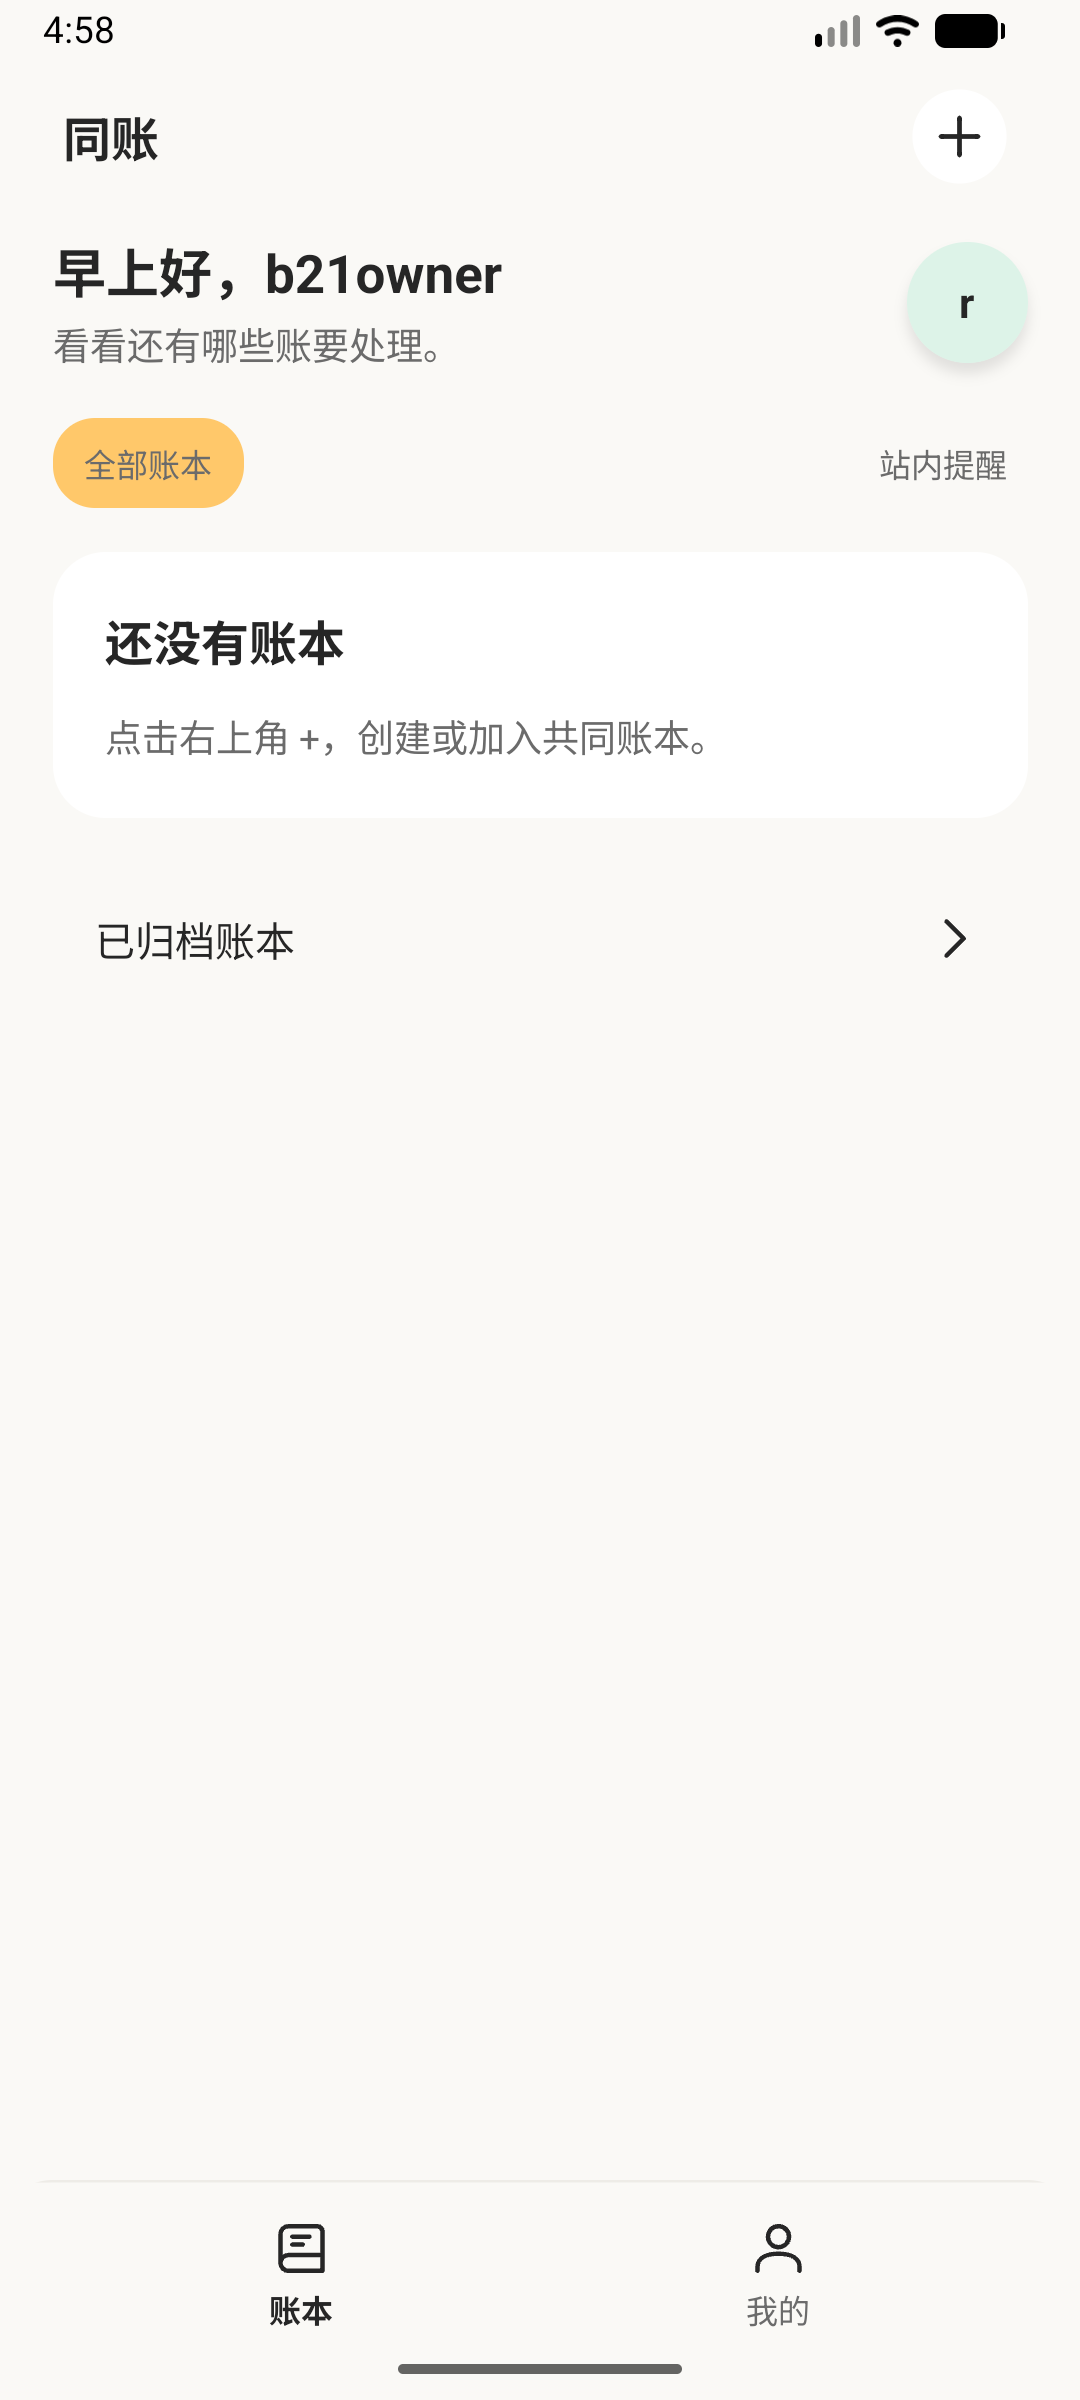 4:58
同账
早上好，b21owner
看看还有哪些账要处理。
r
全部账本
站内提醒
还没有账本
点击右上角 +，创建或加入共同账本。
已归档账本
账本
我的